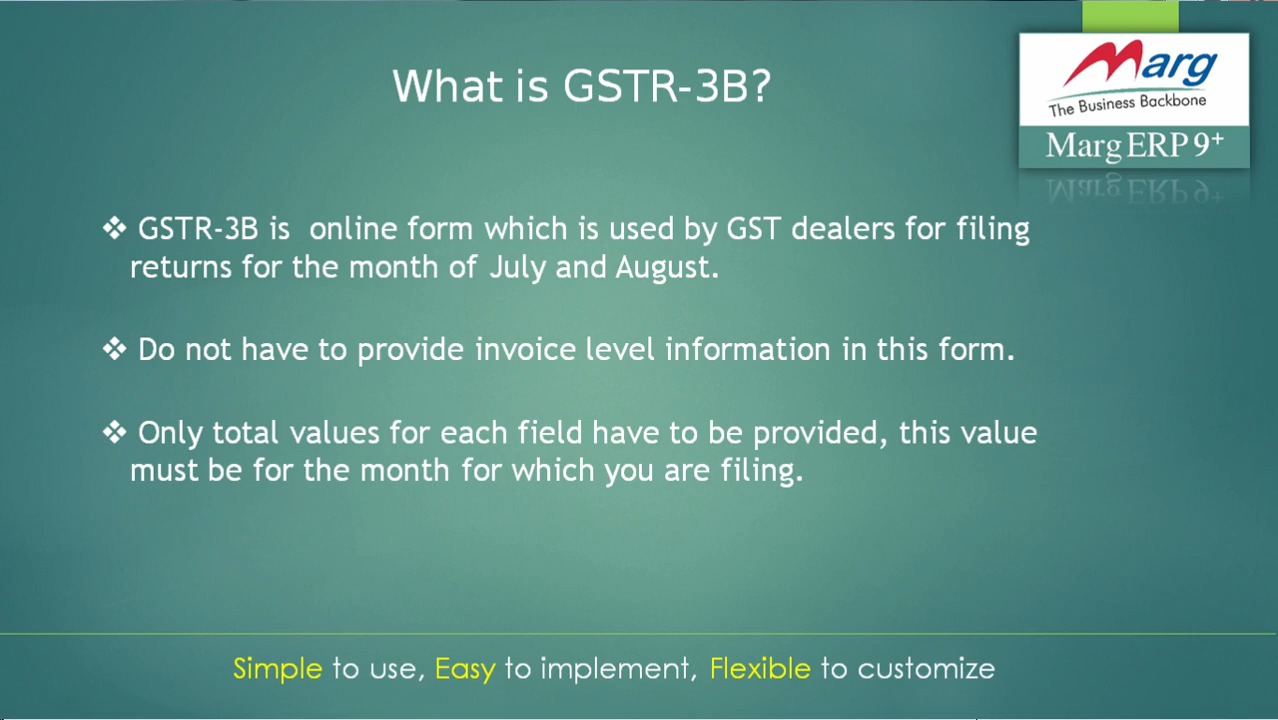 What is GSTR-3B?
Marg
The Business Backbone
Marg ERP 9+
❖ GSTR-3B is online form which is used by GST dealers for filing
returns for the month of July and August.
❖ Do not have to provide invoice level information in this form.
❖ Only total values for each field have to be provided, this value
must be for the month for which you are filing.
Simple to use, Easy to implement, Flexible to customize